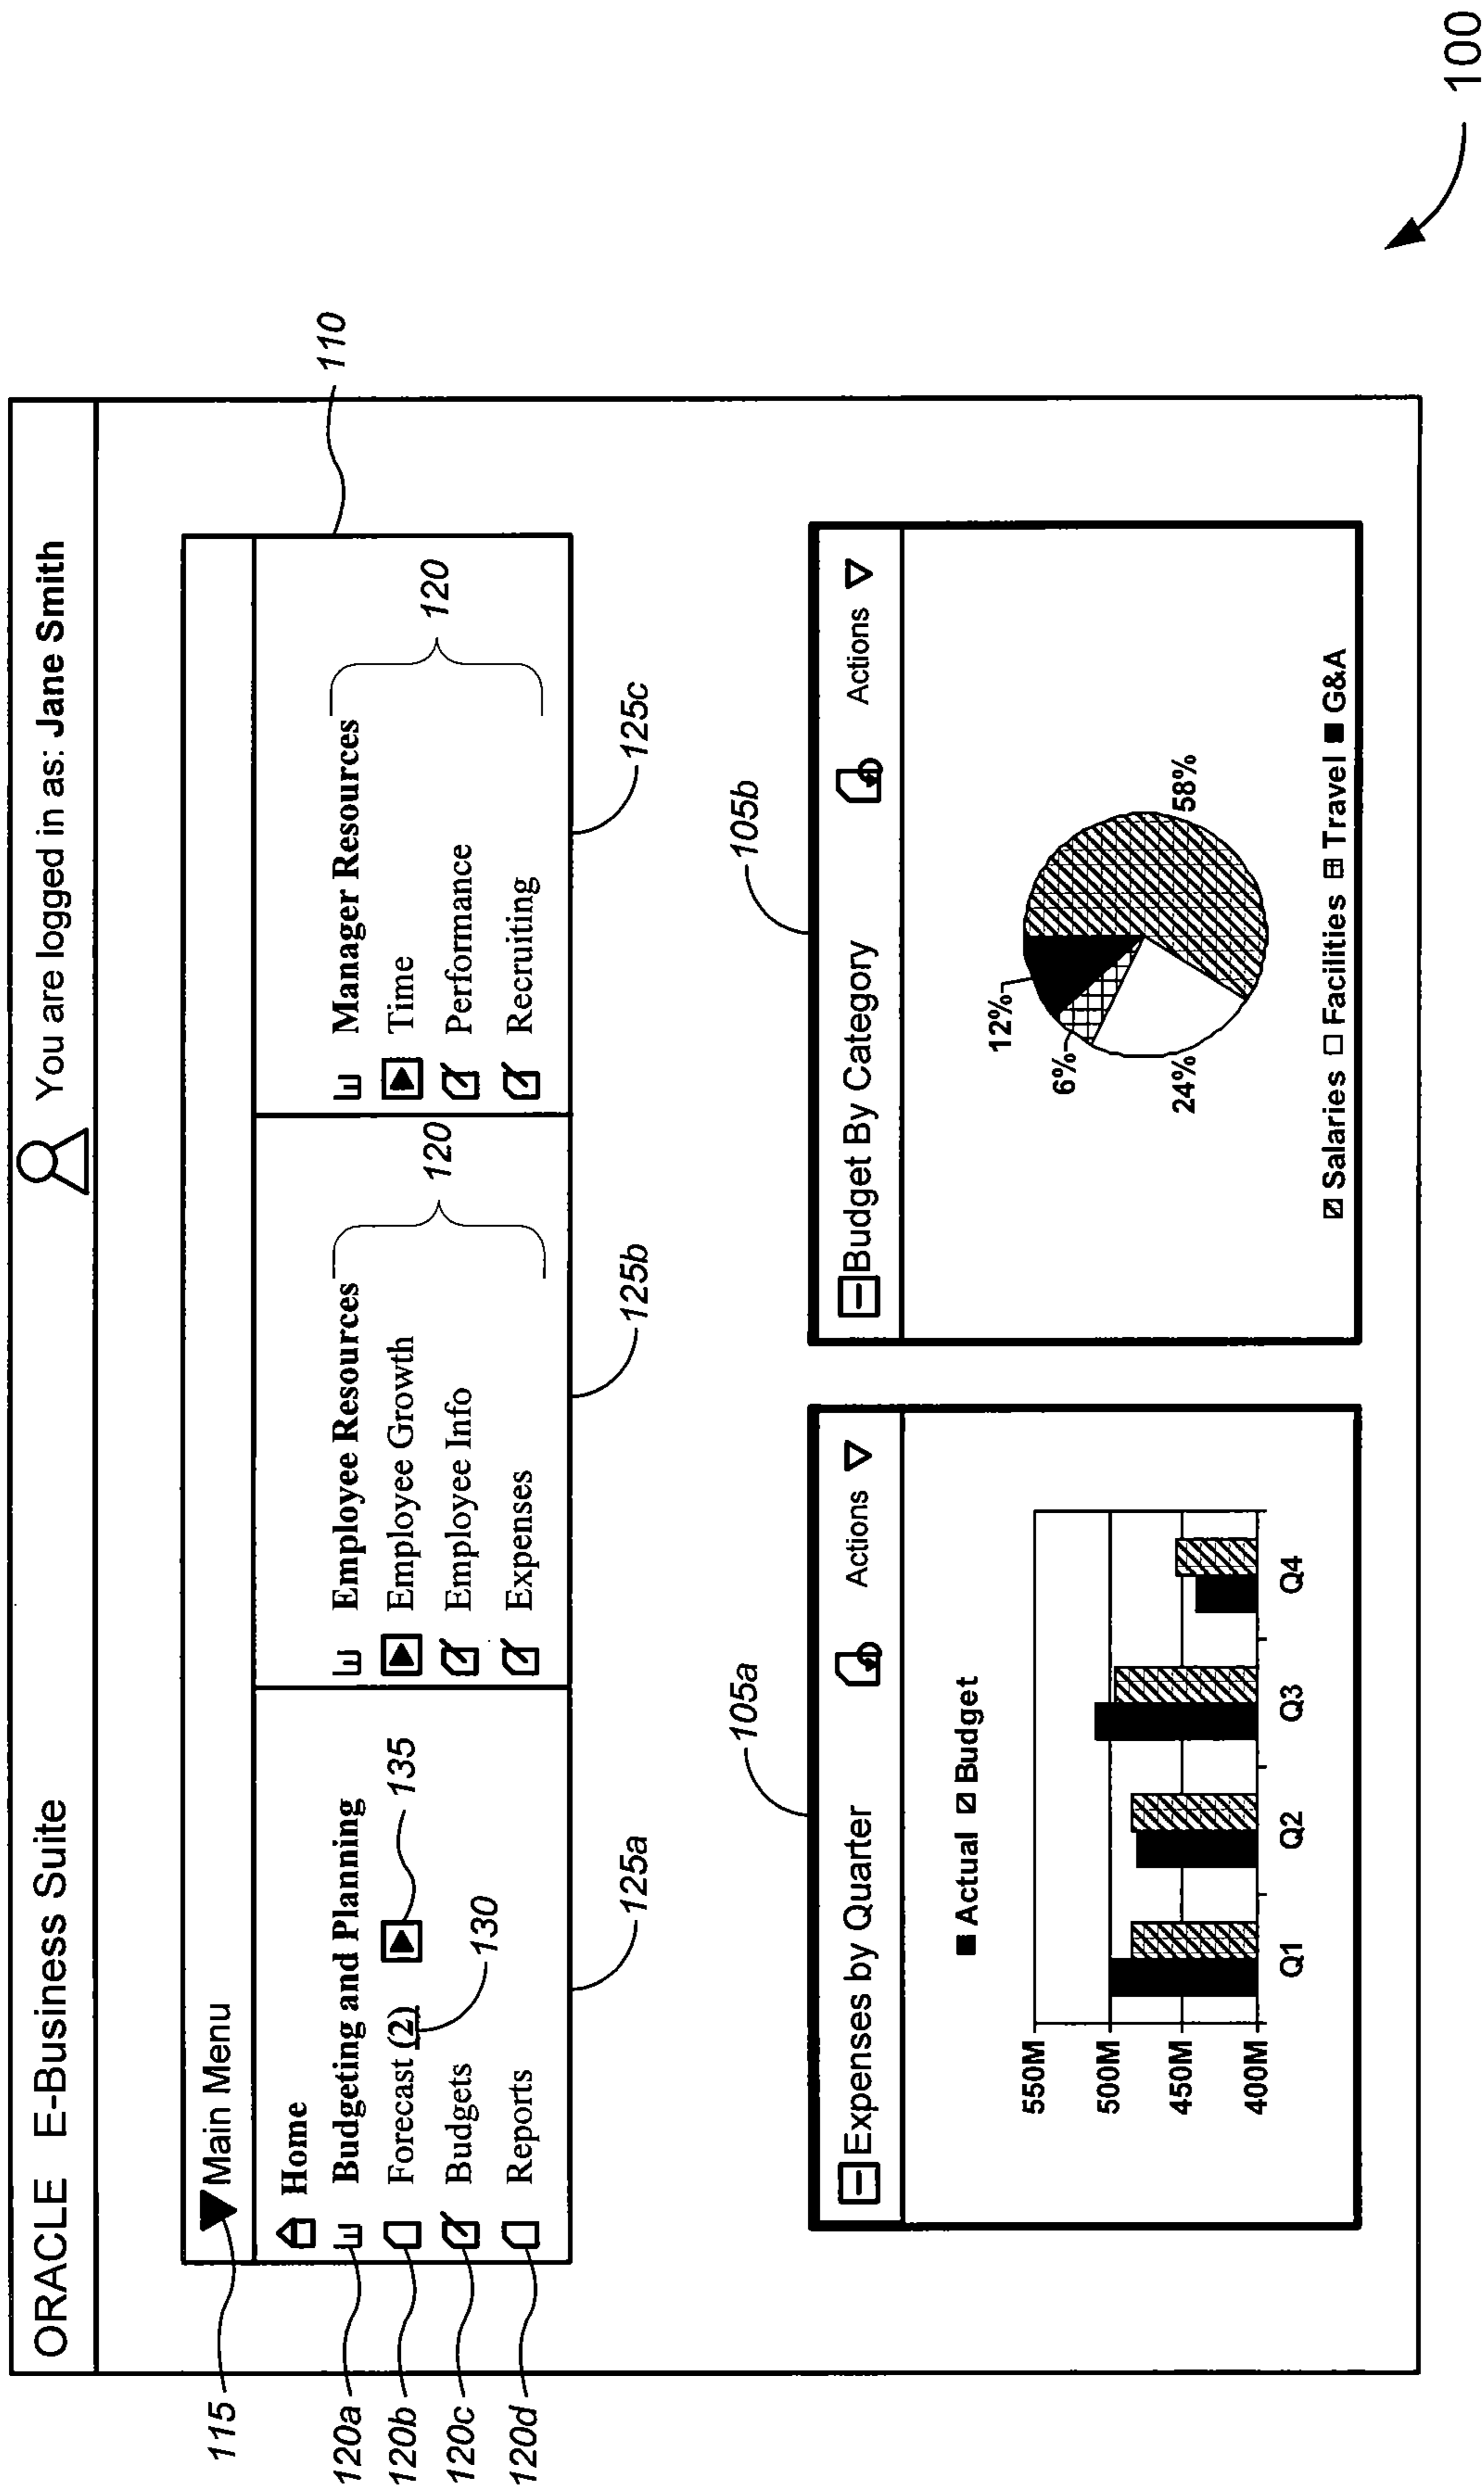 ORACLE E-Business Suite
You are logged in as: Jane Smith
115
Main Menu
110
Home
120a
Budgeting and Planning
120b
Forecast (2)
135
130
120c
Budgets
120d
Reports
125a
Employee Resources
Employee Growth
Employee Info
Expenses
120
125b
Manager Resources
Time
Performance
Recruiting
120
125c
105a
Expenses by Quarter
Actions
Actual
Budget
550M
500M
450M
400M
Q1
Q2
Q3
Q4
105b
Budget By Category
Actions
12%
6%
24%
58%
Salaries
Facilities
Travel
G&A
100